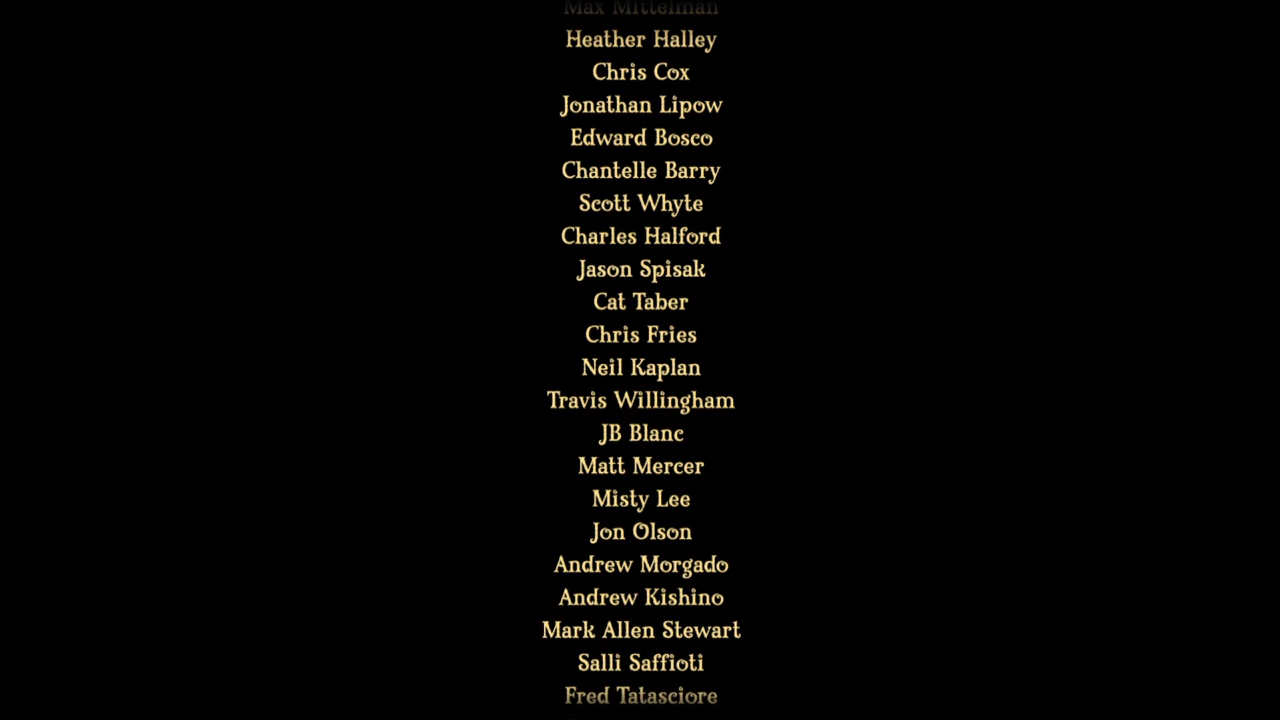 Max Mittelman
Heather Halley
Chris Cox
Jonathan Lipow
Edward Bosco
Chantelle Barry
Scott Whyte
Charles Halford
Jason Spisak
Cat Taber
Chris Fries
Neil Kaplan
Travis Willingham
JB Blanc
Matt Mercer
Misty Lee
Jon Olson
Andrew Morgado
Andrew Kishino
Mark Allen Stewart
Salli Saffioti
Fred Tatasciore